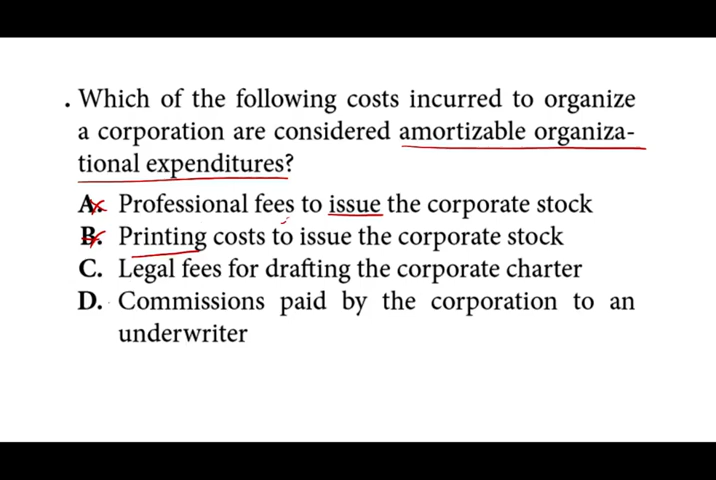 . Which of the following costs incurred to organize
a corporation are considered amortizable organiza-
tional expenditures?
A. Professional fees to issue the corporate stock
B. Printing costs to issue the corporate stock
C. Legal fees for drafting the corporate charter
D. Commissions paid by the corporation to an
underwriter